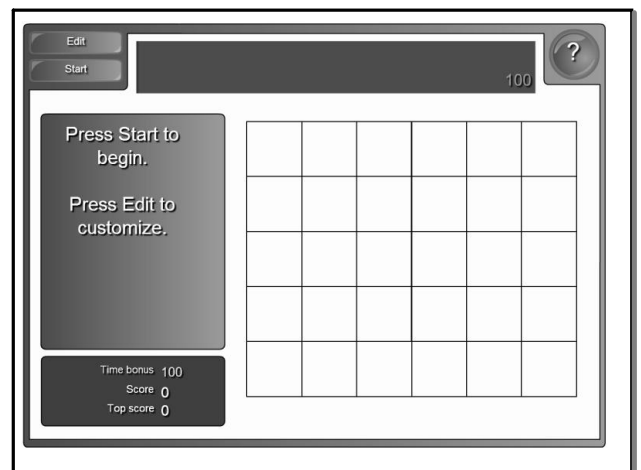 Edit
Start
100
?
Press Start to
begin.
Press Edit to
customize.
Time bonus 100
Score 0
Top score 0